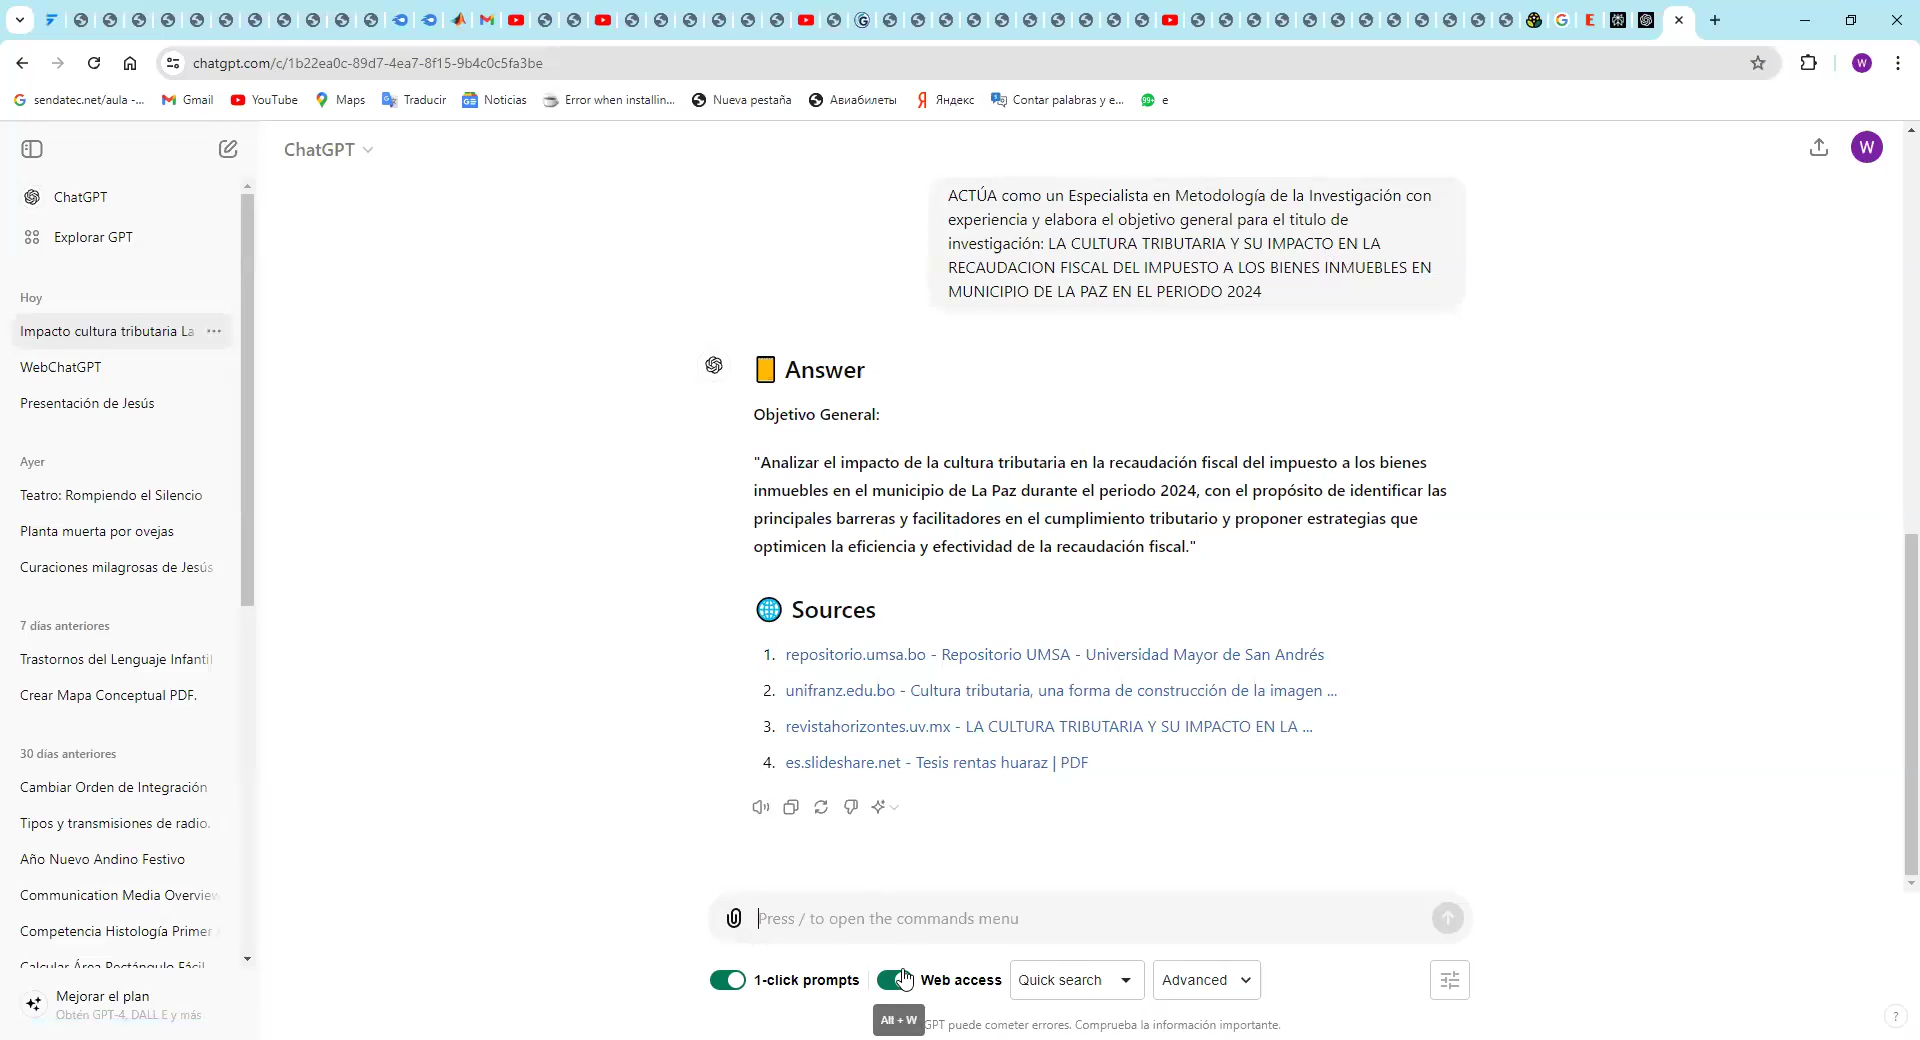 chatgpt.com/c/1b22ea0c-89d7-4ea7-8f15-9b4c0c5fa3be
W
sendatec.net/aula -...
Gmail
YouTube
Maps
Traducir
Noticias
Error when installin...
Nueva pestaña
Авиабилеты
Яндекс
Contar palabras y e...
99+
e
ChatGPT
W
ChatGPT
Explorar GPT
Hoy
Impacto cultura tributaria La
WebChatGPT
Presentación de Jesús
Ayer
Teatro: Rompiendo el Silencio
Planta muerta por ovejas
Curaciones milagrosas de Jesús
7 días anteriores
Trastornos del Lenguaje Infantil
Crear Mapa Conceptual PDF.
30 días anteriores
Cambiar Orden de Integración
Tipos y transmisiones de radio.
Año Nuevo Andino Festivo
Communication Media Overview
Competencia Histología Primer
Calcular Área Rectángulo Fácil
Mejorar el plan
Obtén GPT-4, DALL E y más
ACTÚA como un Especialista en Metodología de la Investigación con
experiencia y elabora el objetivo general para el titulo de
investigación: LA CULTURA TRIBUTARIA Y SU IMPACTO EN LA
RECAUDACION FISCAL DEL IMPUESTO A LOS BIENES INMUEBLES EN
MUNICIPIO DE LA PAZ EN EL PERIODO 2024
Answer
Objetivo General:
"Analizar el impacto de la cultura tributaria en la recaudación fiscal del impuesto a los bienes
inmuebles en el municipio de La Paz durante el periodo 2024, con el propósito de identificar las
principales barreras y facilitadores en el cumplimiento tributario y proponer estrategias que
optimicen la eficiencia y efectividad de la recaudación fiscal."
Sources
1. repositorio.umsa.bo - Repositorio UMSA - Universidad Mayor de San Andrés
2. unifranz.edu.bo - Cultura tributaria, una forma de construcción de la imagen ...
3. revistahorizontes.uv.mx - LA CULTURA TRIBUTARIA Y SU IMPACTO EN LA ...
4. es.slideshare.net - Tesis rentas huaraz | PDF
Press / to open the commands menu
1-click prompts
Web access
Quick search
Advanced
Alt + W
GPT puede cometer errores. Comprueba la información importante.
?